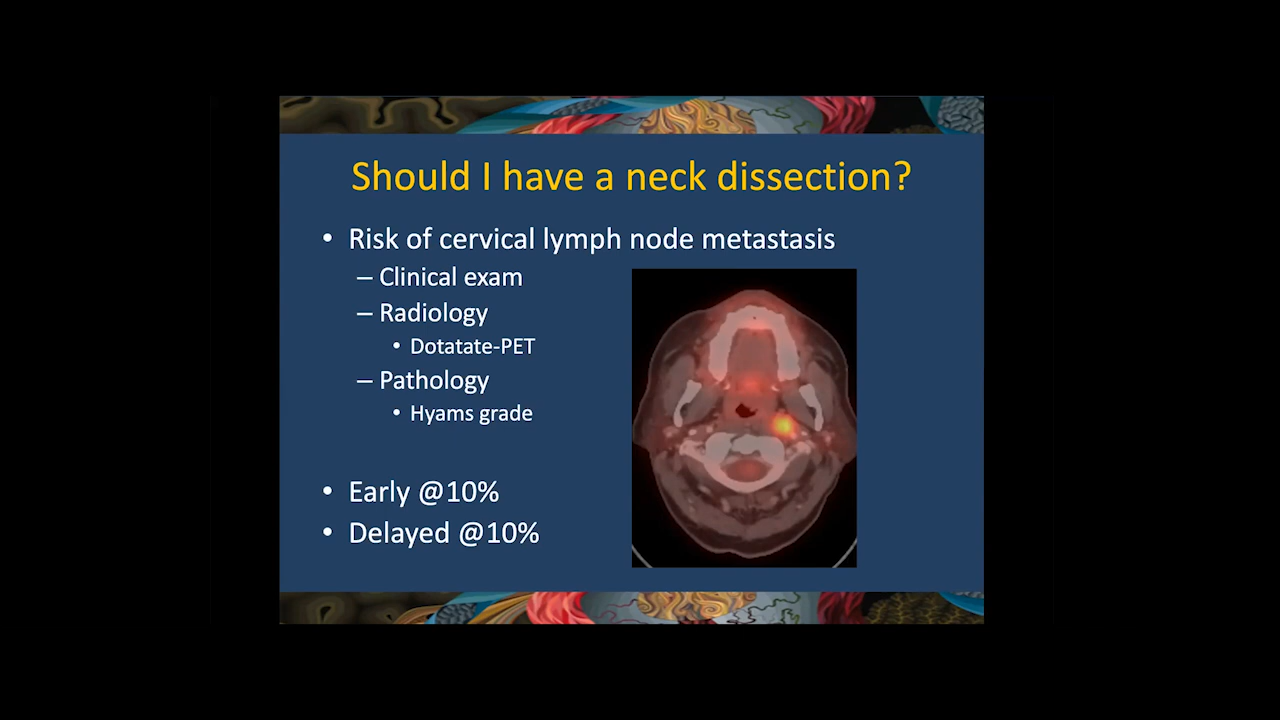 Should I have a neck dissection?
• Risk of cervical lymph node metastasis
– Clinical exam
– Radiology
• Dotatate-PET
– Pathology
• Hyams grade
• Early @10%
• Delayed @10%